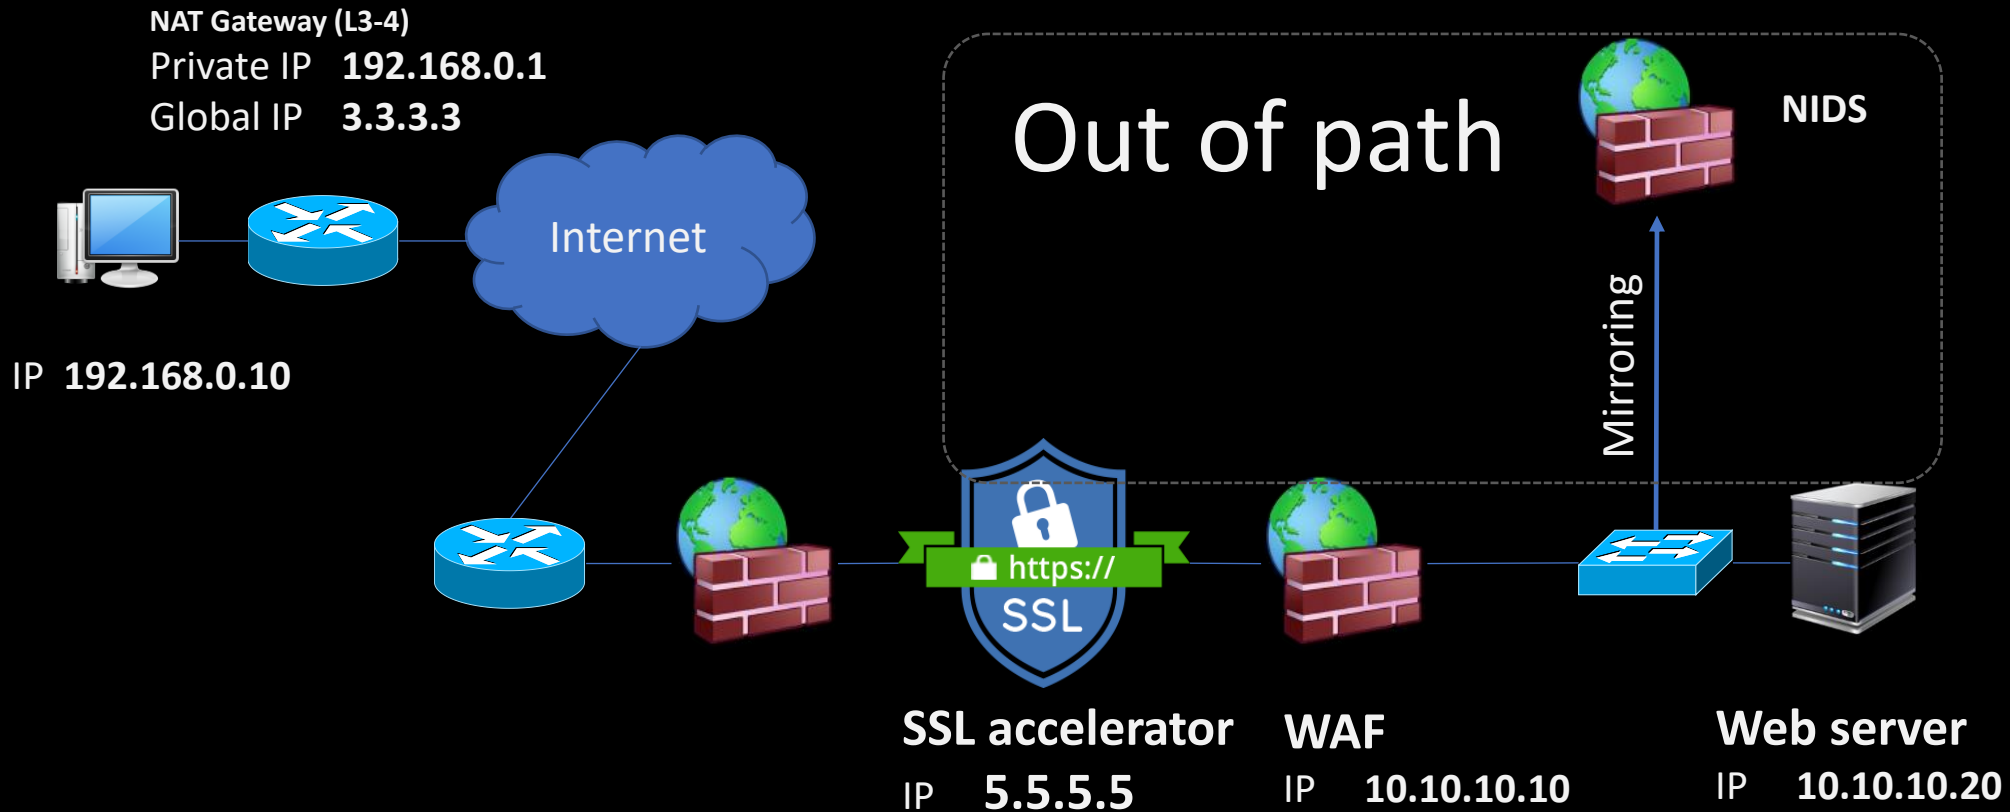 NAT Gateway (L3-4)
Private IP 192.168.0.1
Global IP 3.3.3.3
Out of path
NIDS
Internet
Mirroring
IP 192.168.0.10
https://
SSL
SSL accelerator
IP 5.5.5.5
WAF
IP 10.10.10.10
Web server
IP 10.10.10.20